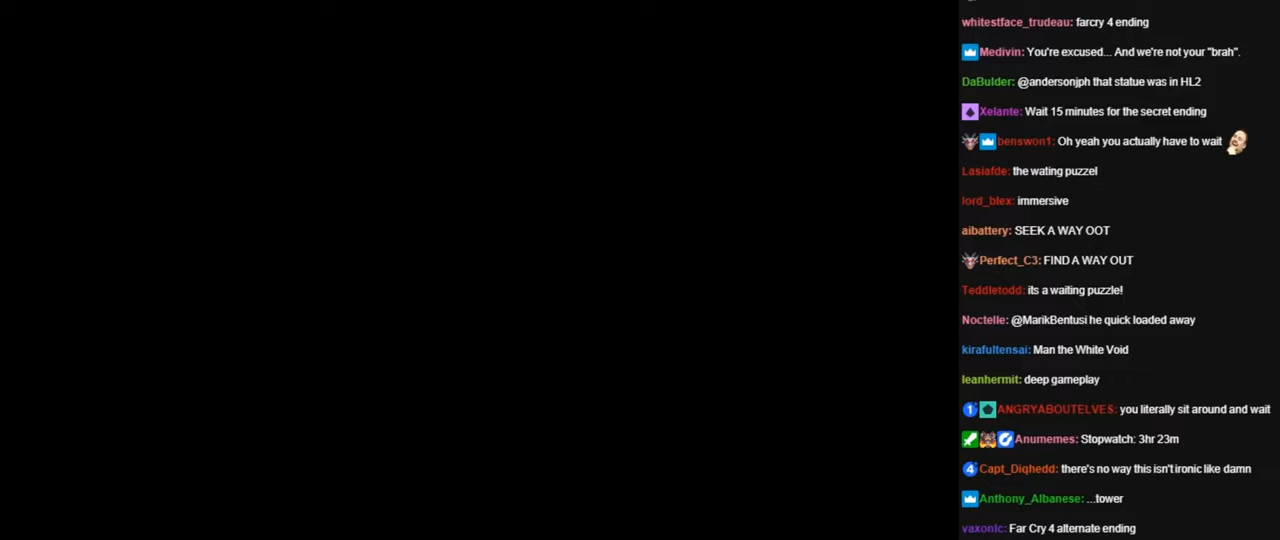 whitestface_trudeau: farcry 4 ending
Medivin: You're excused... And we're not your "brah".
DaBulder: @andersonjph that statue was in HL2
Xelante: Wait 15 minutes for the secret ending
benswon1: Oh yeah you actually have to wait
Lasiafde: the wating puzzel
lord_blex: immersive
aibattery: SEEK A WAY OOT
Perfect_C3: FIND A WAY OUT
Teddletodd: its a waiting puzzle!
Noctelle: @MarikBentusi he quick loaded away
kirafultensai: Man the White Void
leanhermit: deep gameplay
1 ANGRYABOUTELVES: you literally sit around and wait
Anumemes: Stopwatch: 3hr 23m
4 Capt_Diqhedd: there's no way this isn't ironic like damn
Anthony_Albanese: ...tower
vaxonlc: Far Cry 4 alternate ending